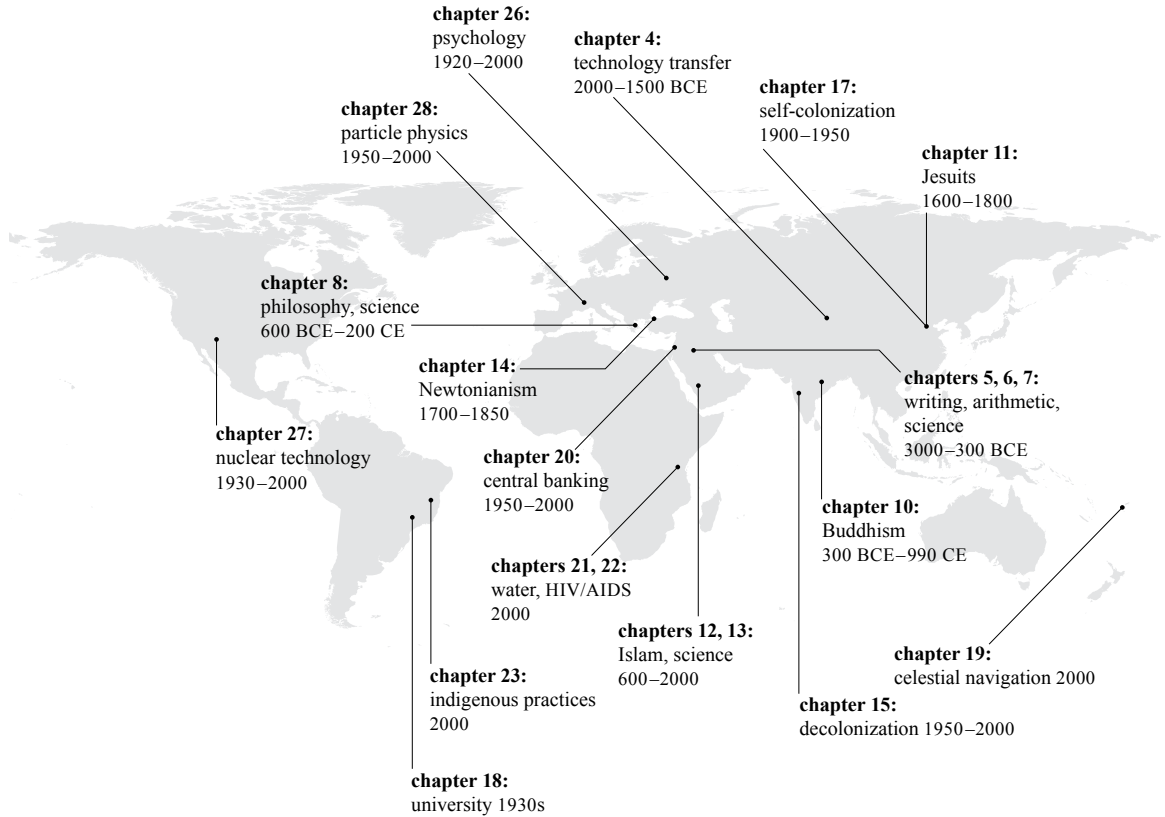 chapter 26:
psychology
1920–2000
chapter 4:
technology transfer
2000–1500 BCE
chapter 17:
self-colonization
1900–1950
chapter 28:
particle physics
1950–2000
chapter 11:
Jesuits
1600–1800
chapter 8:
philosophy, science
600 BCE–200 CE
chapter 14:
Newtonianism
1700–1850
chapters 5, 6, 7:
writing, arithmetic,
science
3000–300 BCE
chapter 27:
nuclear technology
1930–2000
chapter 20:
central banking
1950–2000
chapter 10:
Buddhism
300 BCE–990 CE
chapters 21, 22:
water, HIV/AIDS
2000
chapters 12, 13:
Islam, science
600–2000
chapter 19:
celestial navigation 2000
chapter 23:
indigenous practices
2000
chapter 15:
decolonization 1950–2000
chapter 18:
university 1930s